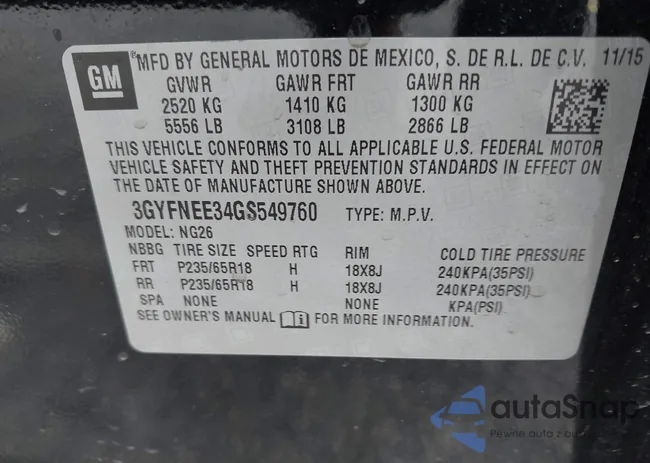 GM
® MFD BY GENERAL MOTORS DE MEXICO, S. DE R.L. DE C.V. 11/15
GVWR GAWR FRT GAWR RR
2520 KG 1410 KG 1300 KG
5556 LB 3108 LB 2866 LB
THIS VEHICLE CONFORMS TO ALL APPLICABLE U.S. FEDERAL MOTOR
VEHICLE SAFETY AND THEFT PREVENTION STANDARDS IN EFFECT ON
THE DATE OF MANUFACTURE SHOWN ABOVE.
3GYFNEE34GS549760 TYPE: M.P.V.
MODEL: NG26
NBBG TIRE SIZE SPEED RTG RIM COLD TIRE PRESSURE
FRT P235/65R18 H 18X8J 240KPA(35PSI)
RR P235/65R18 H 18X8J 240KPA(35PSI)
SPA NONE NONE KPA(PSI)
SEE OWNER'S MANUAL FOR MORE INFORMATION.
autaSnap
Pewne auta z ameryki